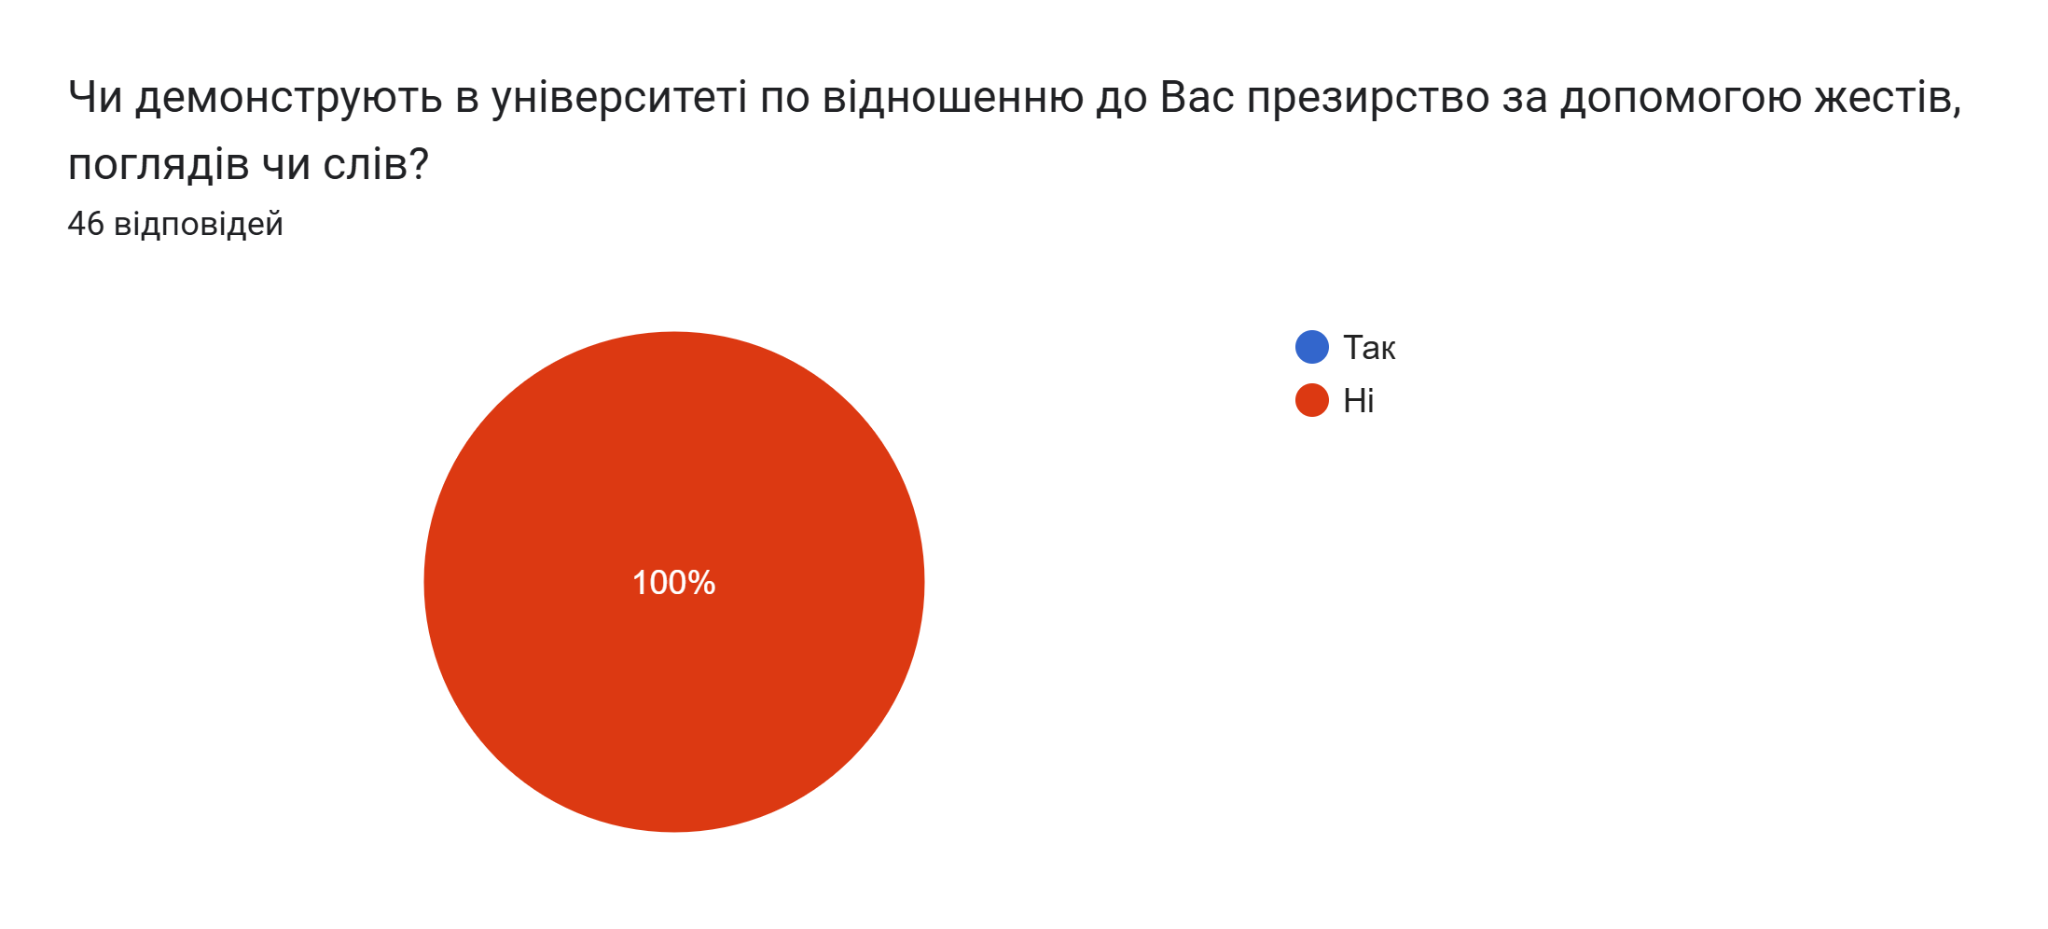 Чи демонструють в університеті по відношенню до Вас презирство за допомогою жестів,
поглядів чи слів?
46 відповідей
Так
Ні
100%